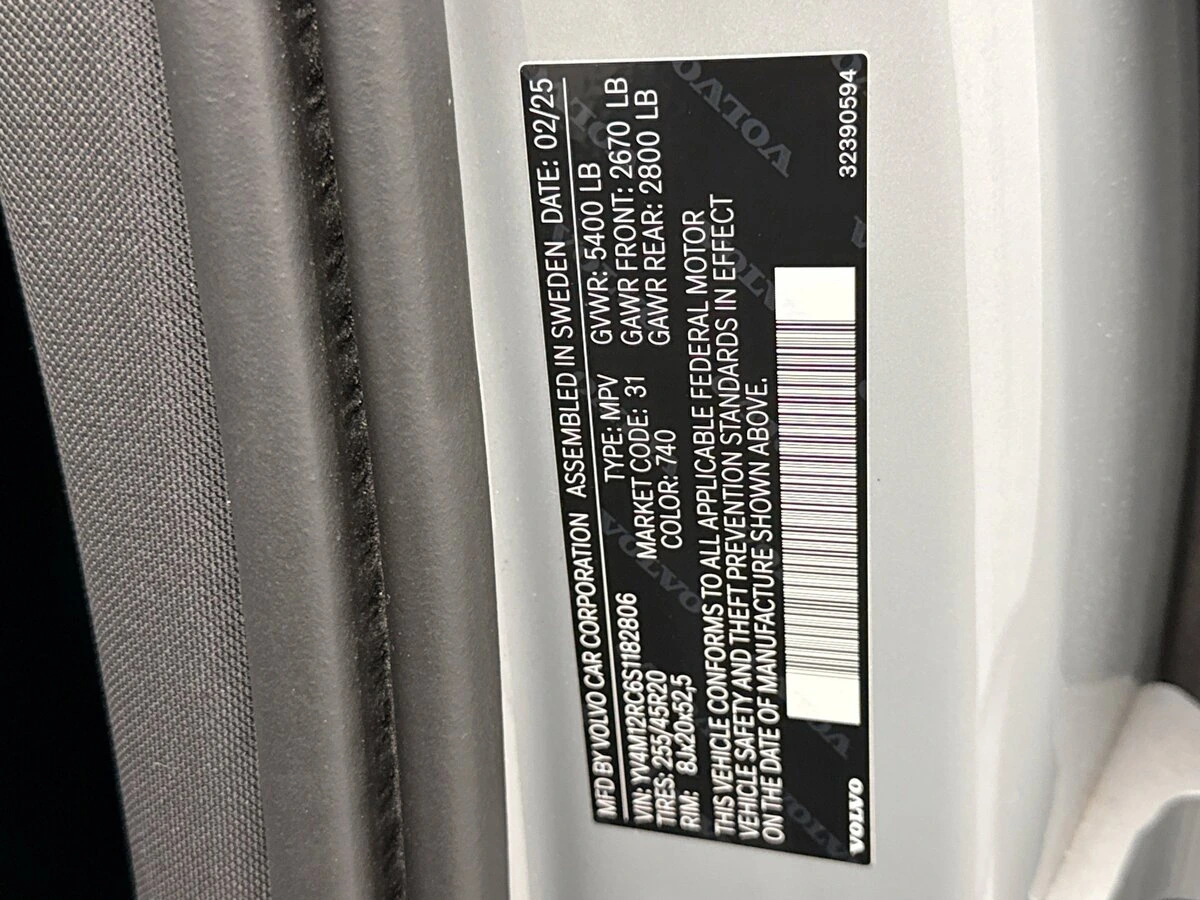 MFD BY VOLVO CAR CORPORATION ASSEMBLED IN SWEDEN DATE: 02/25
VIN: YV4M12RC6S1182806 TYPE: MPV GVWR: 5400 LB
TIRES: 255/45R20 MARKET CODE: 31 GAWR FRONT: 2670 LB
RIM: 8Jx20x52,5 COLOR: 740 GAWR REAR: 2800 LB
THIS VEHICLE CONFORMS TO ALL APPLICABLE FEDERAL MOTOR
VEHICLE SAFETY AND THEFT PREVENTION STANDARDS IN EFFECT
ON THE DATE OF MANUFACTURE SHOWN ABOVE.
VOLVO 32390594